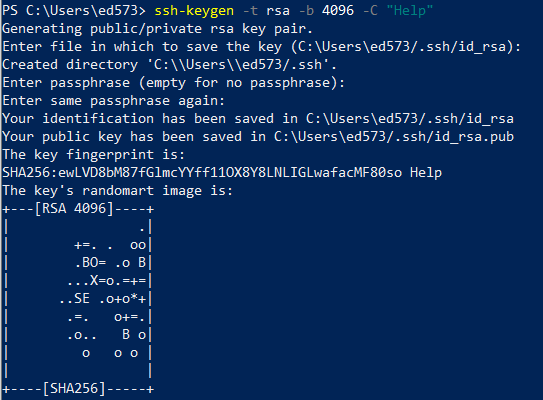 PS C:\Users\ed573> ssh-keygen -t rsa -b 4096 -C "Help"
Generating public/private rsa key pair.
Enter file in which to save the key (C:\Users\ed573/.ssh/id_rsa):
Created directory 'C:\\Users\\ed573/.ssh'.
Enter passphrase (empty for no passphrase):
Enter same passphrase again:
Your identification has been saved in C:\Users\ed573/.ssh/id_rsa
Your public key has been saved in C:\Users\ed573/.ssh/id_rsa.pub
The key fingerprint is:
SHA256:ewLVD8bM87fGlmcYYff11OX8Y8LNLIGLwafacMF80so Help
The key's randomart image is:
+---[RSA 4096]----+
|                .|
|        +=. .  oo|
|        .BO= .o B|
|       ...X=o.=+=|
|      ..SE .o+o*+|
|       .=.   o+=.|
|       .o..   B o|
|         o   o o |
|                 |
+----[SHA256]-----+